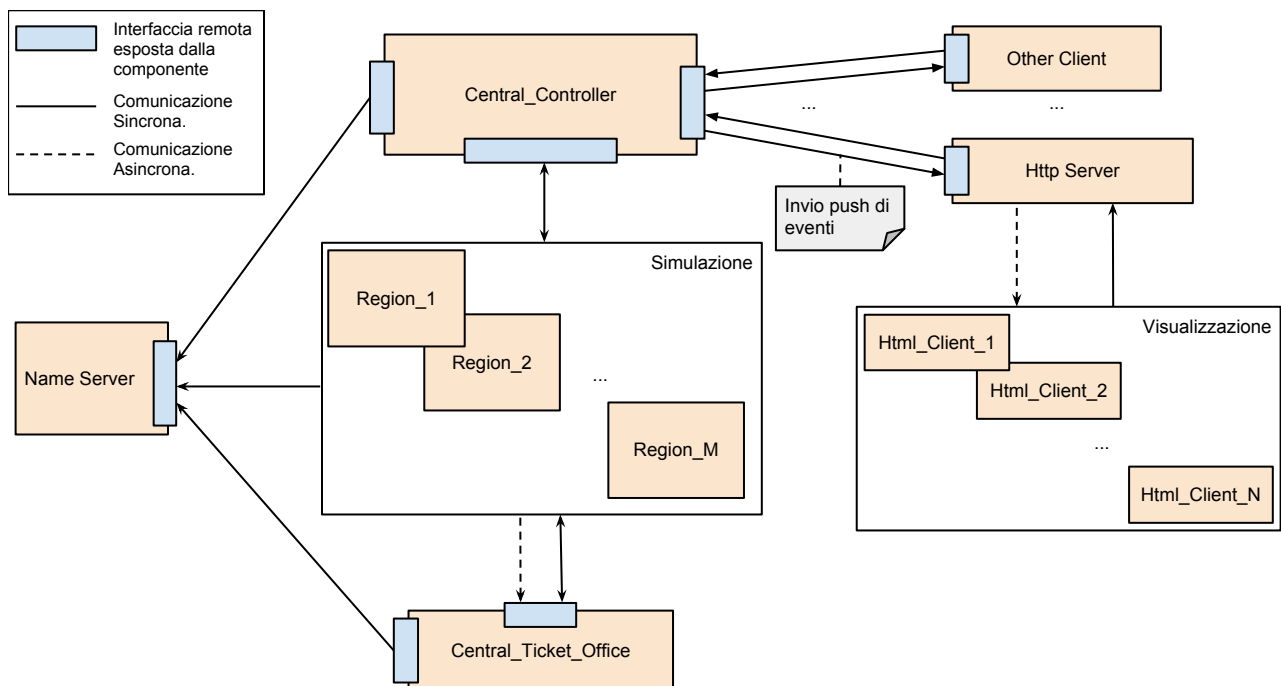 Interfaccia remota
esposta dalla
componente
Comunicazione
Sincrona.
Comunicazione
Asincrona.
Central_Controller
Other Client
...
...
Http Server
Invio push di
eventi
Simulazione
Region_1
Region_2
...
Region_M
Name Server
Visualizzazione
Html_Client_1
Html_Client_2
...
Html_Client_N
Central_Ticket_Office